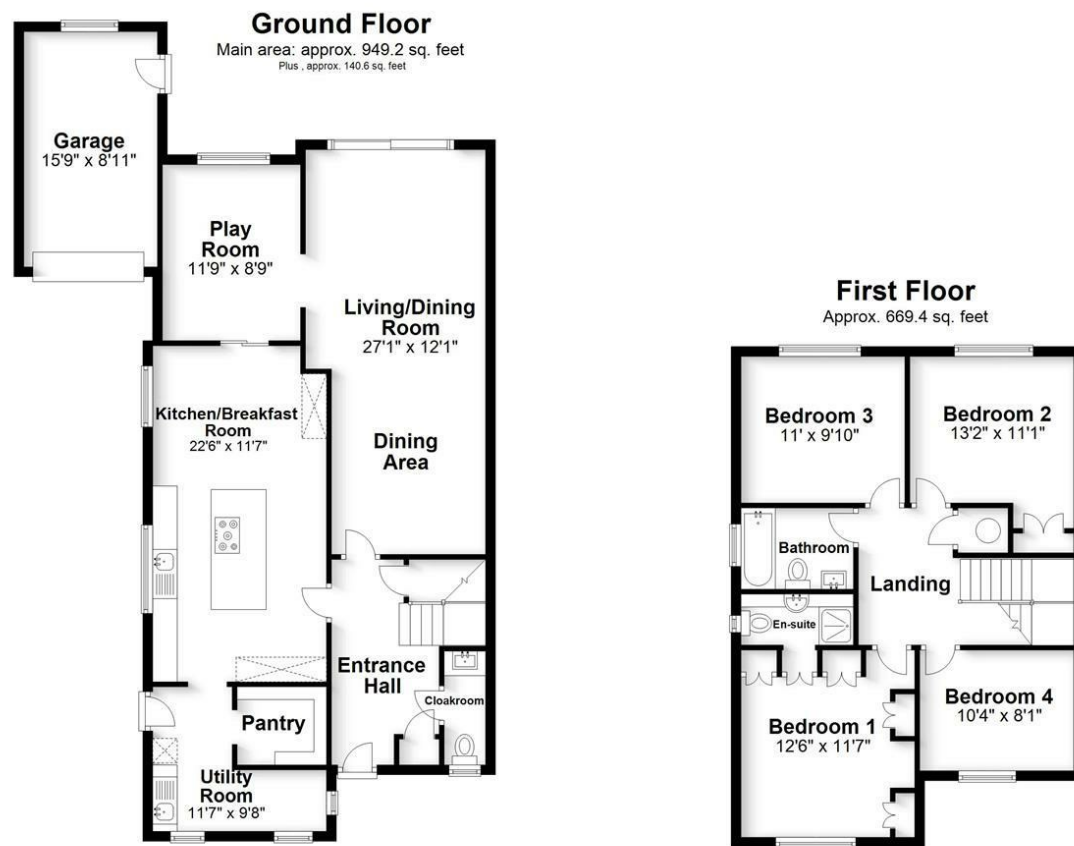 Ground Floor
Main area: approx. 949.2 sq. feet
Plus , approx. 140.6 sq. feet
Garage
15'9" x 8'11"
Play
Room
11'9" x 8'9"
Living/Dining
Room
27'1" x 12'1"
Kitchen/Breakfast
Room
22'6" x 11'7"
Dining
Area
Entrance
Hall
Cloakroom
Pantry
Utility
Room
11'7" x 9'8"
First Floor
Approx. 669.4 sq. feet
Bedroom 3
11' x 9'10"
Bedroom 2
13'2" x 11'1"
Bathroom
Landing
En-suite
Bedroom 1
12'6" x 11'7"
Bedroom 4
10'4" x 8'1"